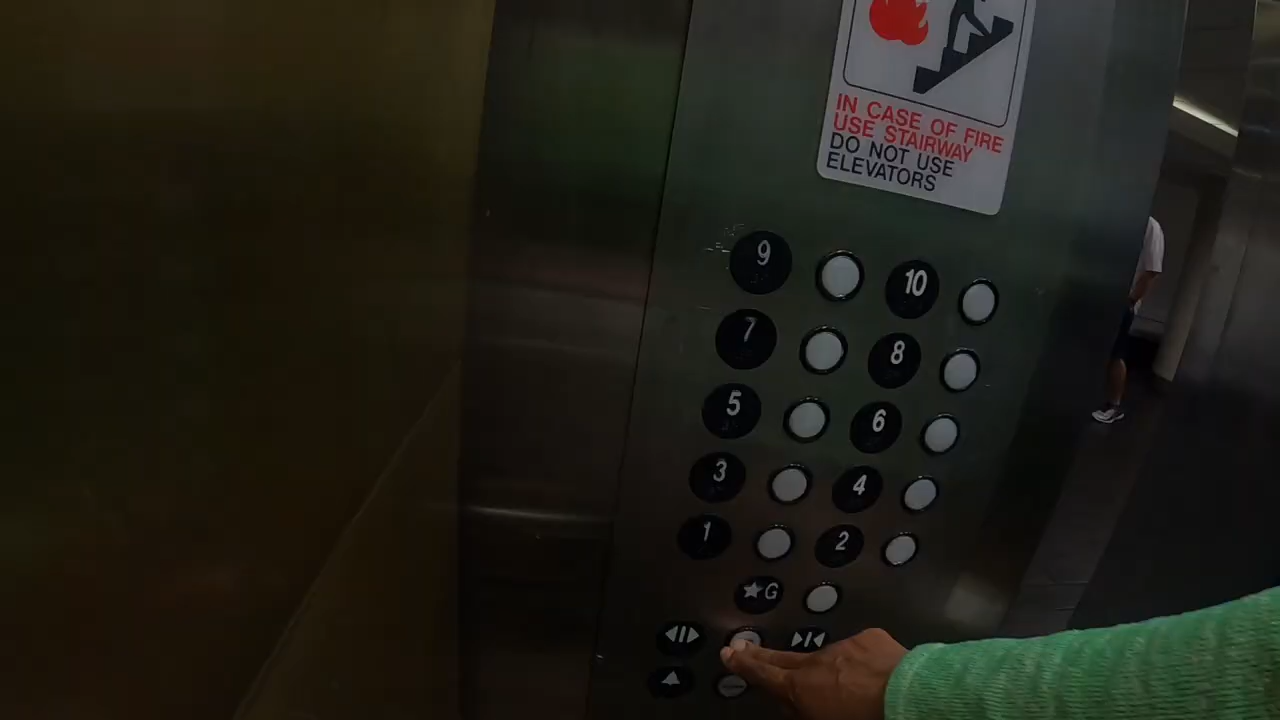 IN CASE OF FIRE
USE STAIRWAY
DO NOT USE
ELEVATORS
9 10
7 8
5 6
3 4
1 2
★G